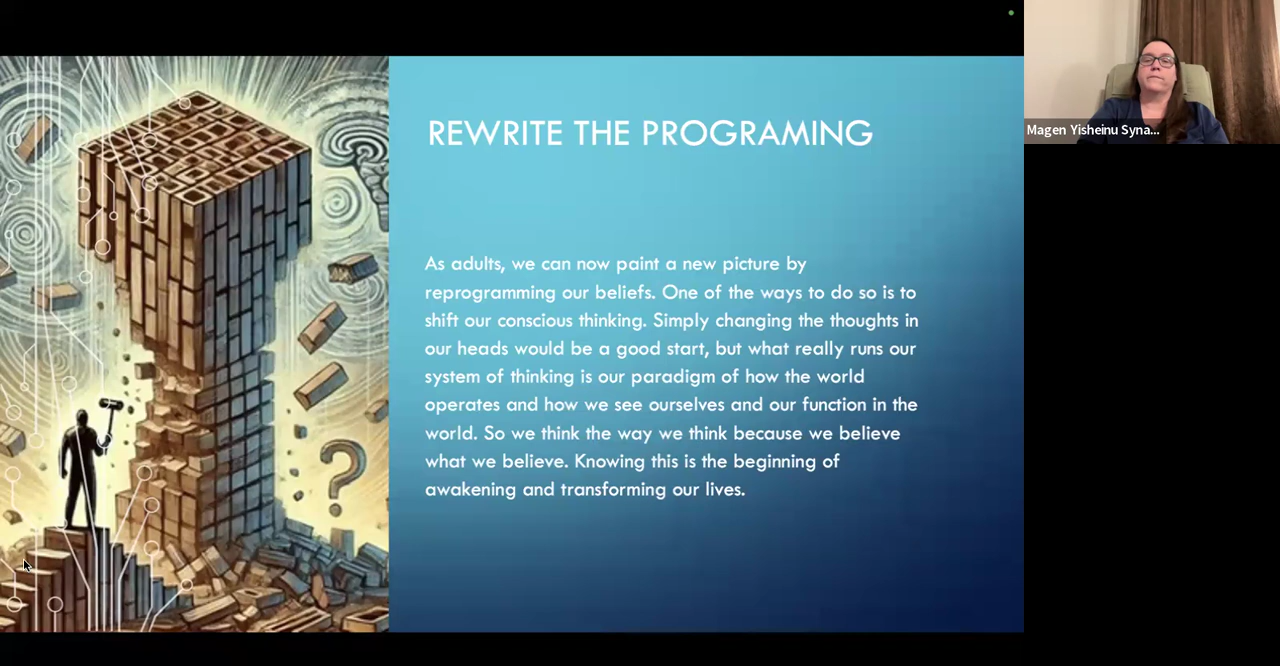 REWRITE THE PROGRAMING
As adults, we can now paint a new picture by
reprogramming our beliefs. One of the ways to do so is to
shift our conscious thinking. Simply changing the thoughts in
our heads would be a good start, but what really runs our
system of thinking is our paradigm of how the world
operates and how we see ourselves and our function in the
world. So we think the way we think because we believe
what we believe. Knowing this is the beginning of
awakening and transforming our lives.
Magen Yisheinu Syna...
?